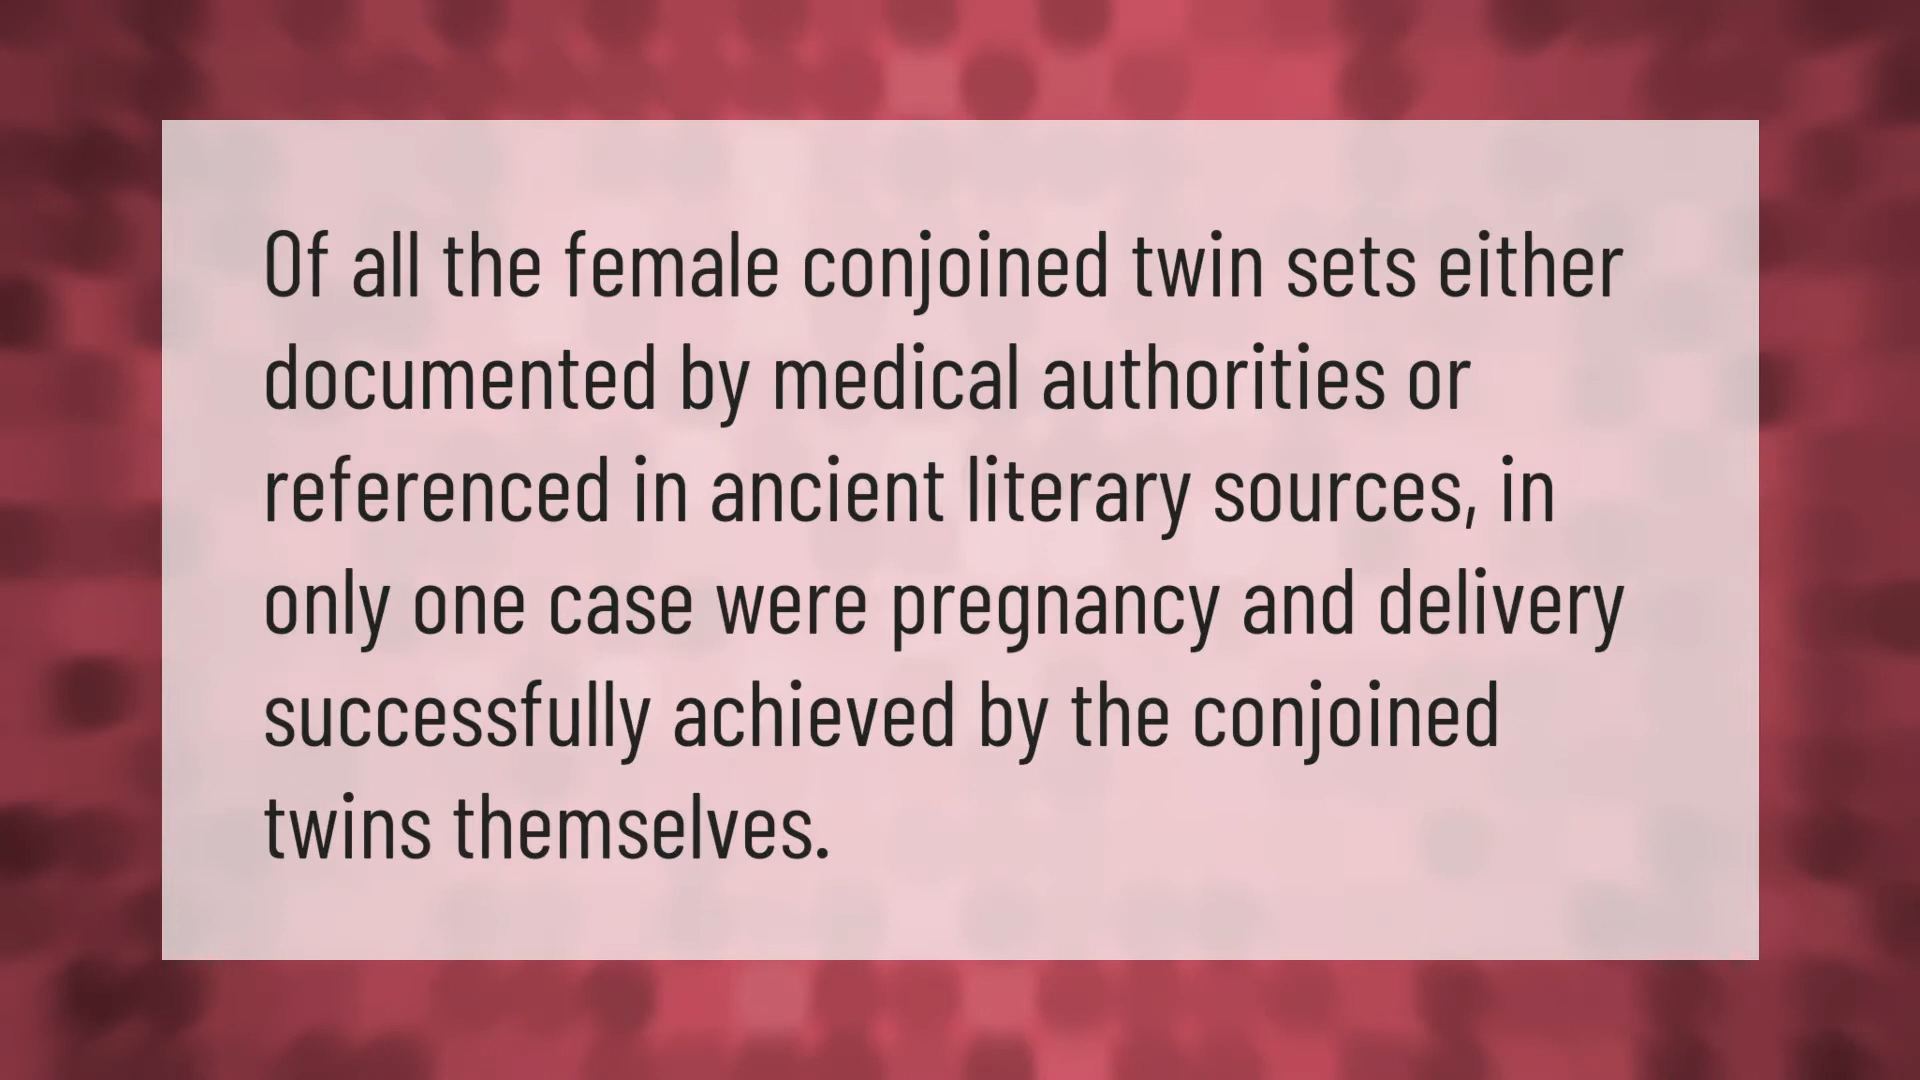 Of all the female conjoined twin sets either
documented by medical authorities or
referenced in ancient literary sources, in
only one case were pregnancy and delivery
successfully achieved by the conjoined
twins themselves.